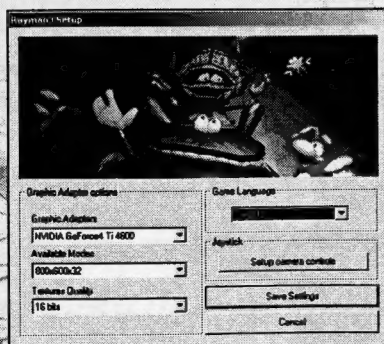 Rayman 3 Setup
Graphic Adapter options
Graphic Adapters
NVIDIA GeForce4 Ti 4600
Available Modes
800x600x32
Textures Quality
16 bits
Game Language
Joystick
Setup camera controls
Save Settings
Cancel